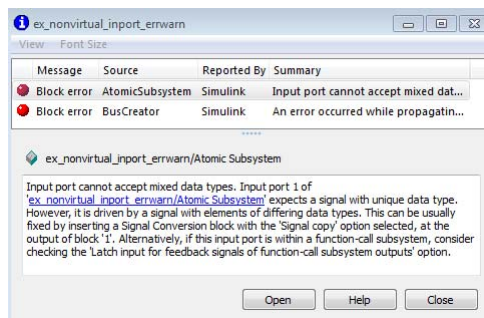 ex_nonvirtual_inport_errwarn
View Font Size
Message Source Reported By Summary
Block error AtomicSubsystem Simulink Input port cannot accept mixed dat...
Block error BusCreator Simulink An error occurred while propagatin...
ex_nonvirtual_inport_errwarn/Atomic Subsystem
Input port cannot accept mixed data types. Input port 1 of
'ex_nonvirtual_inport_errwarn/Atomic Subsystem' expects a signal with unique data type.
However, it is driven by a signal with elements of differing data types. This can be usually
fixed by inserting a Signal Conversion block with the 'Signal copy' option selected, at the
output of block '1'. Alternatively, if this input port is within a function-call subsystem, consider
checking the 'Latch input for feedback signals of function-call subsystem outputs' option.
Open Help Close